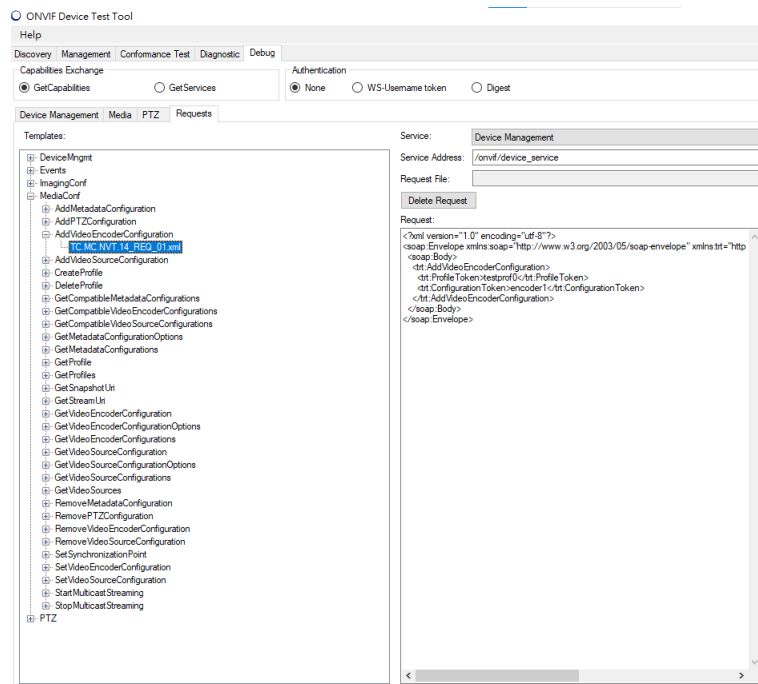 ONVIF Device Test Tool
Help
Discovery Management Conformance Test Diagnostic Debug
Capabilities Exchange
GetCapabilities GetServices
Authentication
None WS-Username token Digest
Device Management Media PTZ Requests
Templates:
DeviceMngmt
Events
ImagingConf
MediaConf
AddMetadataConfiguration
AddPTZConfiguration
AddVideoEncoderConfiguration
TC.MC.NVT.14_REQ_01.xml
AddVideoSourceConfiguration
CreateProfile
DeleteProfile
GetCompatibleMetadataConfigurations
GetCompatibleVideoEncoderConfigurations
GetCompatibleVideoSourceConfigurations
GetMetadataConfigurationOptions
GetMetadataConfigurations
GetProfile
GetProfiles
GetSnapshotUri
GetStreamUri
GetVideoEncoderConfiguration
GetVideoEncoderConfigurationOptions
GetVideoEncoderConfigurations
GetVideoSourceConfiguration
GetVideoSourceConfigurationOptions
GetVideoSourceConfigurations
GetVideoSources
RemoveMetadataConfiguration
RemovePTZConfiguration
RemoveVideoEncoderConfiguration
RemoveVideoSourceConfiguration
SetSynchronizationPoint
SetVideoEncoderConfiguration
SetVideoSourceConfiguration
StartMulticastStreaming
StopMulticastStreaming
PTZ
Service: Device Management
Service Address: /onvif/device_service
Request File:
Delete Request
Request:
<?xml version="1.0" encoding="utf-8"?>
<soap:Envelope xmlns:soap="http://www.w3.org/2003/05/soap-envelope" xmlns:trt="http
<soap:Body>
<trt:AddVideoEncoderConfiguration>
<trt:ProfileToken>testprof0</trt:ProfileToken>
<trt:ConfigurationToken>encoder1</trt:ConfigurationToken>
</trt:AddVideoEncoderConfiguration>
</soap:Body>
</soap:Envelope>